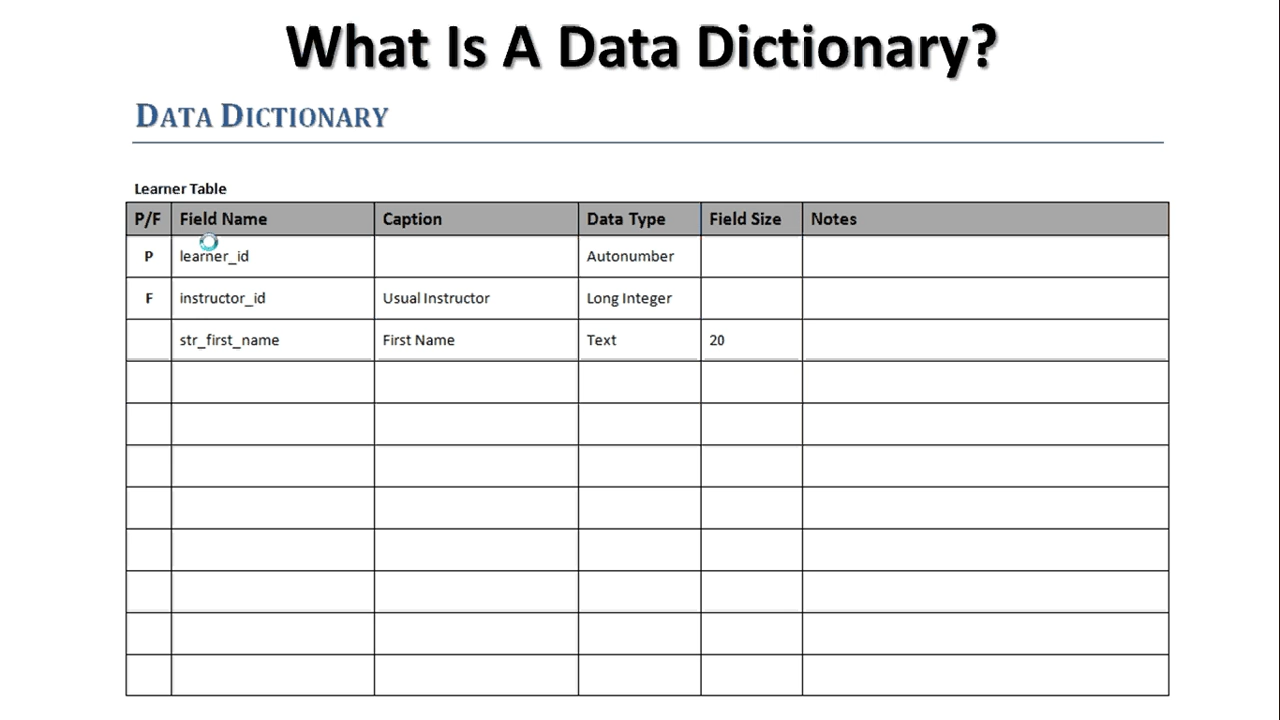 What Is A Data Dictionary?
DATA DICTIONARY
Learner Table
P/F Field Name Caption Data Type Field Size Notes
P learner_id Autonumber
F instructor_id Usual Instructor Long Integer
str_first_name First Name Text 20